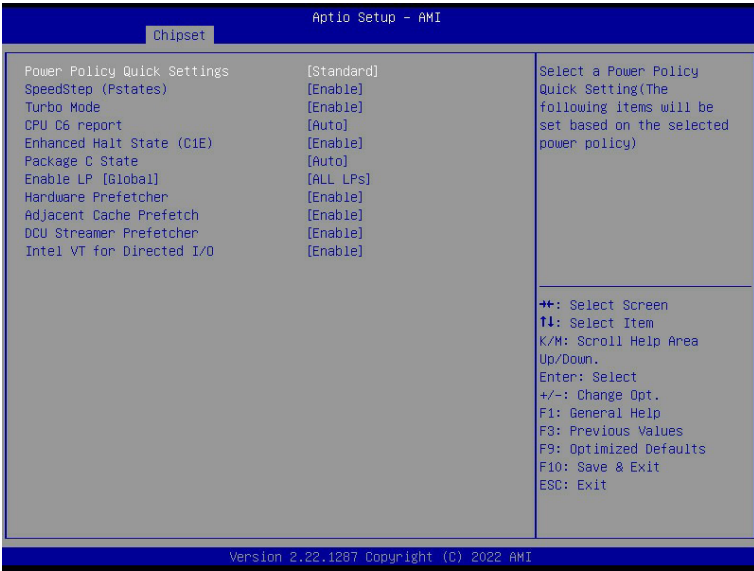 Aptio Setup – AMI
Chipset
Power Policy Quick Settings [Standard]
SpeedStep (Pstates) [Enable]
Turbo Mode [Enable]
CPU C6 report [Auto]
Enhanced Halt State (C1E) [Enable]
Package C State [Auto]
Enable LP [Global] [ALL LPs]
Hardware Prefetcher [Enable]
Adjacent Cache Prefetch [Enable]
DCU Streamer Prefetcher [Enable]
Intel VT for Directed I/O [Enable]
Select a Power Policy
Quick Setting(The
following items will be
set based on the selected
power policy)
→←: Select Screen
↑↓: Select Item
K/M: Scroll Help Area
Up/Down.
Enter: Select
+/-: Change Opt.
F1: General Help
F3: Previous Values
F9: Optimized Defaults
F10: Save & Exit
ESC: Exit
Version 2.22.1287 Copyright (C) 2022 AMI